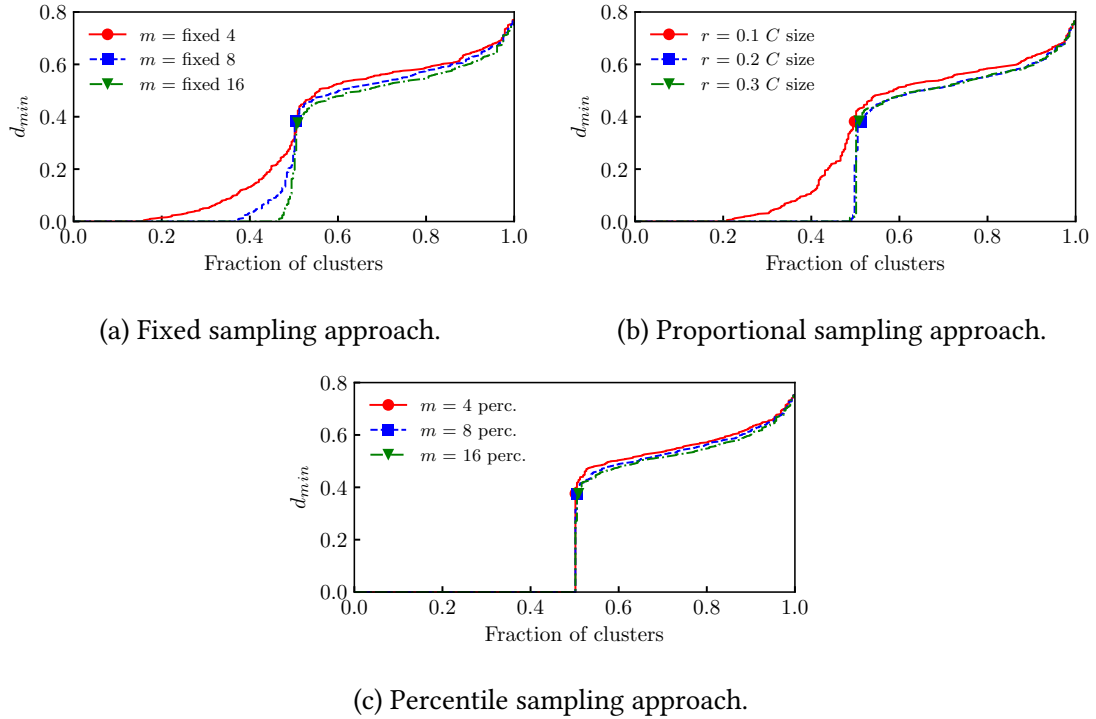 0.8
m = fixed 4
m = fixed 8
m = fixed 16
0.6
0.4
0.2
0.0
d_min
0.0 0.2 0.4 0.6 0.8 1.0
Fraction of clusters
(a) Fixed sampling approach.
0.8
r = 0.1 C size
r = 0.2 C size
r = 0.3 C size
0.6
0.4
0.2
0.0
d_min
0.0 0.2 0.4 0.6 0.8 1.0
Fraction of clusters
(b) Proportional sampling approach.
0.8
m = 4 perc.
m = 8 perc.
m = 16 perc.
0.6
0.4
0.2
0.0
d_min
0.0 0.2 0.4 0.6 0.8 1.0
Fraction of clusters
(c) Percentile sampling approach.